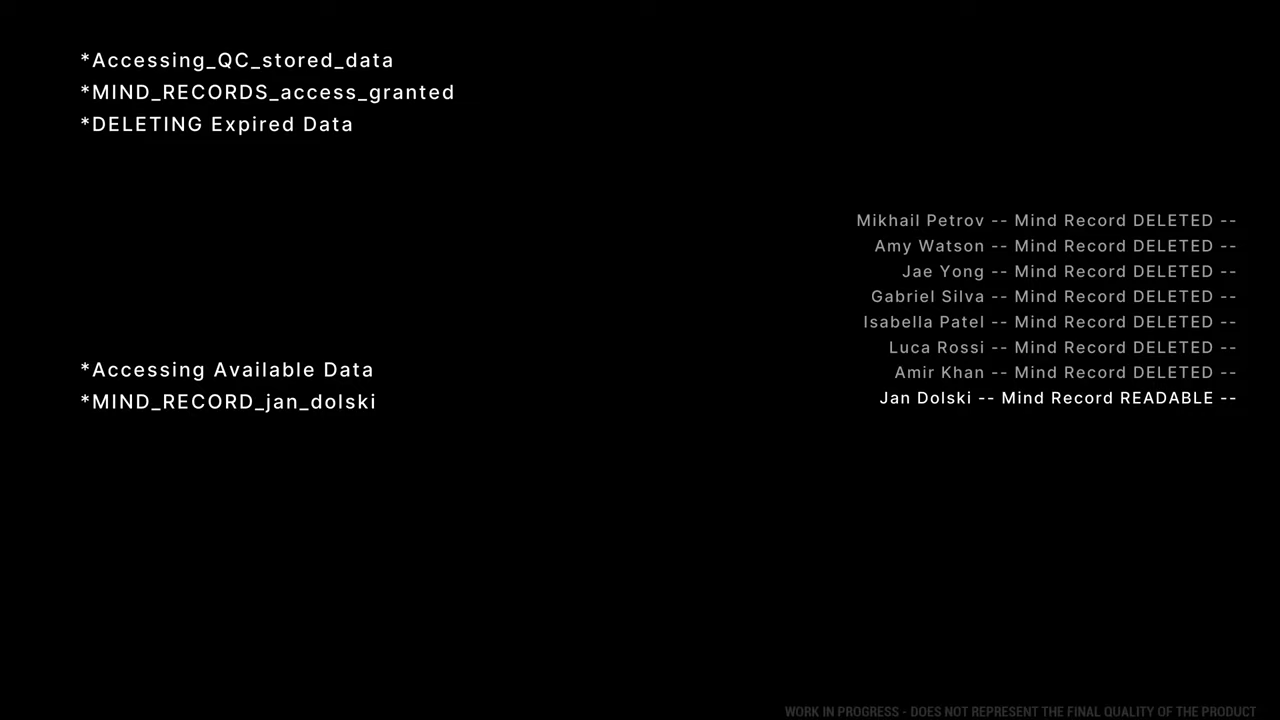 *Accessing_QC_stored_data
*MIND_RECORDS_access_granted
*DELETING Expired Data
Mikhail Petrov -- Mind Record DELETED --
Amy Watson -- Mind Record DELETED --
Jae Yong -- Mind Record DELETED --
Gabriel Silva -- Mind Record DELETED --
Isabella Patel -- Mind Record DELETED --
Luca Rossi -- Mind Record DELETED --
Amir Khan -- Mind Record DELETED --
Jan Dolski -- Mind Record READABLE --
*Accessing Available Data
*MIND_RECORD_jan_dolski
WORK IN PROGRESS - DOES NOT REPRESENT THE FINAL QUALITY OF THE PRODUCT